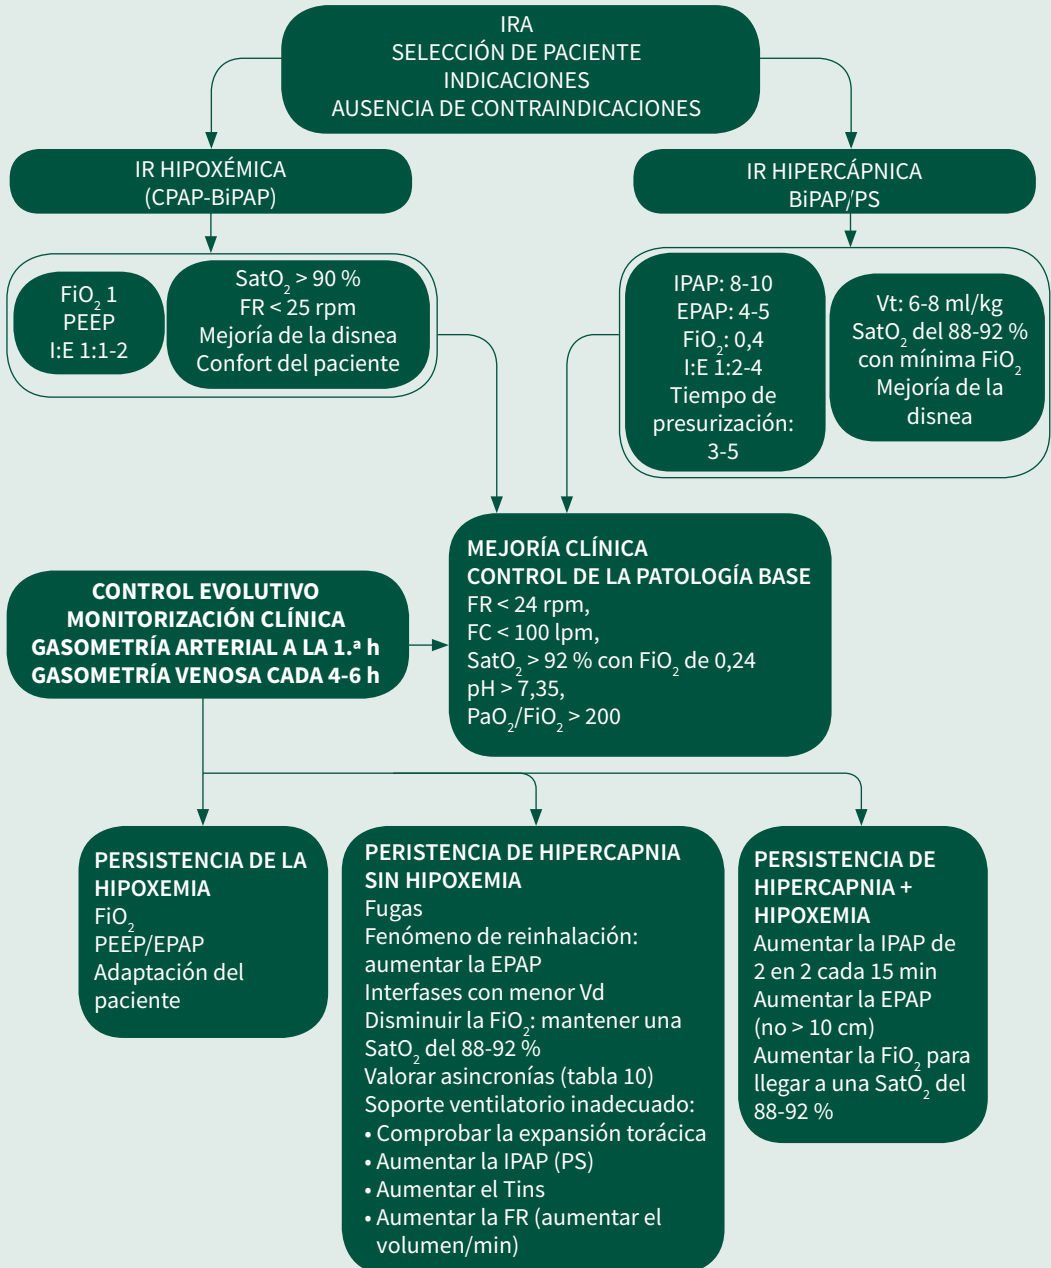 IRA
SELECCIÓN DE PACIENTE
INDICACIONES
AUSENCIA DE CONTRAINDICACIONES
IR HIPOXÉMICA
(CPAP-BiPAP)
IR HIPERCÁPNICA
BiPAP/PS
FiO₂ 1
PEEP
I:E 1:1-2
SatO₂ > 90 %
FR < 25 rpm
Mejoría de la disnea
Confort del paciente
IPAP: 8-10
EPAP: 4-5
FiO₂: 0,4
I:E 1:2-4
Tiempo de
presurización:
3-5
Vt: 6-8 ml/kg
SatO₂ del 88-92 %
con mínima FiO₂
Mejoría de la
disnea
MEJORÍA CLÍNICA
CONTROL DE LA PATOLOGÍA BASE
FR < 24 rpm,
FC < 100 lpm,
SatO₂ > 92 % con FiO₂ de 0,24
pH > 7,35,
PaO₂/FiO₂ > 200
CONTROL EVOLUTIVO
MONITORIZACIÓN CLÍNICA
GASOMETRÍA ARTERIAL A LA 1.ª h
GASOMETRÍA VENOSA CADA 4-6 h
PERSISTENCIA DE LA
HIPOXEMIA
FiO₂
PEEP/EPAP
Adaptación del
paciente
PERISTENCIA DE HIPERCAPNIA
SIN HIPOXEMIA
Fugas
Fenómeno de reinhalación:
aumentar la EPAP
Interfases con menor Vd
Disminuir la FiO₂: mantener una
SatO₂ del 88-92 %
Valorar asincronías (tabla 10)
Soporte ventilatorio inadecuado:
• Comprobar la expansión torácica
• Aumentar la IPAP (PS)
• Aumentar el Tins
• Aumentar la FR (aumentar el
volumen/min)
PERSISTENCIA DE
HIPERCAPNIA +
HIPOXEMIA
Aumentar la IPAP de
2 en 2 cada 15 min
Aumentar la EPAP
(no > 10 cm)
Aumentar la FiO₂ para
llegar a una SatO₂ del
88-92 %